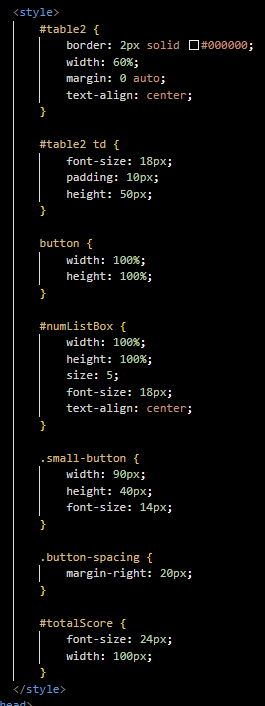 <style>
#table2 {
border: 2px solid #000000;
width: 60%;
margin: 0 auto;
text-align: center;
}
#table2 td {
font-size: 18px;
padding: 10px;
height: 50px;
}
button {
width: 100%;
height: 100%;
}
#numListBox {
width: 100%;
height: 100%;
size: 5;
font-size: 18px;
text-align: center;
}
.small-button {
width: 90px;
height: 40px;
font-size: 14px;
}
.button-spacing {
margin-right: 20px;
}
#totalScore {
font-size: 24px;
width: 100px;
}
</style>
head>